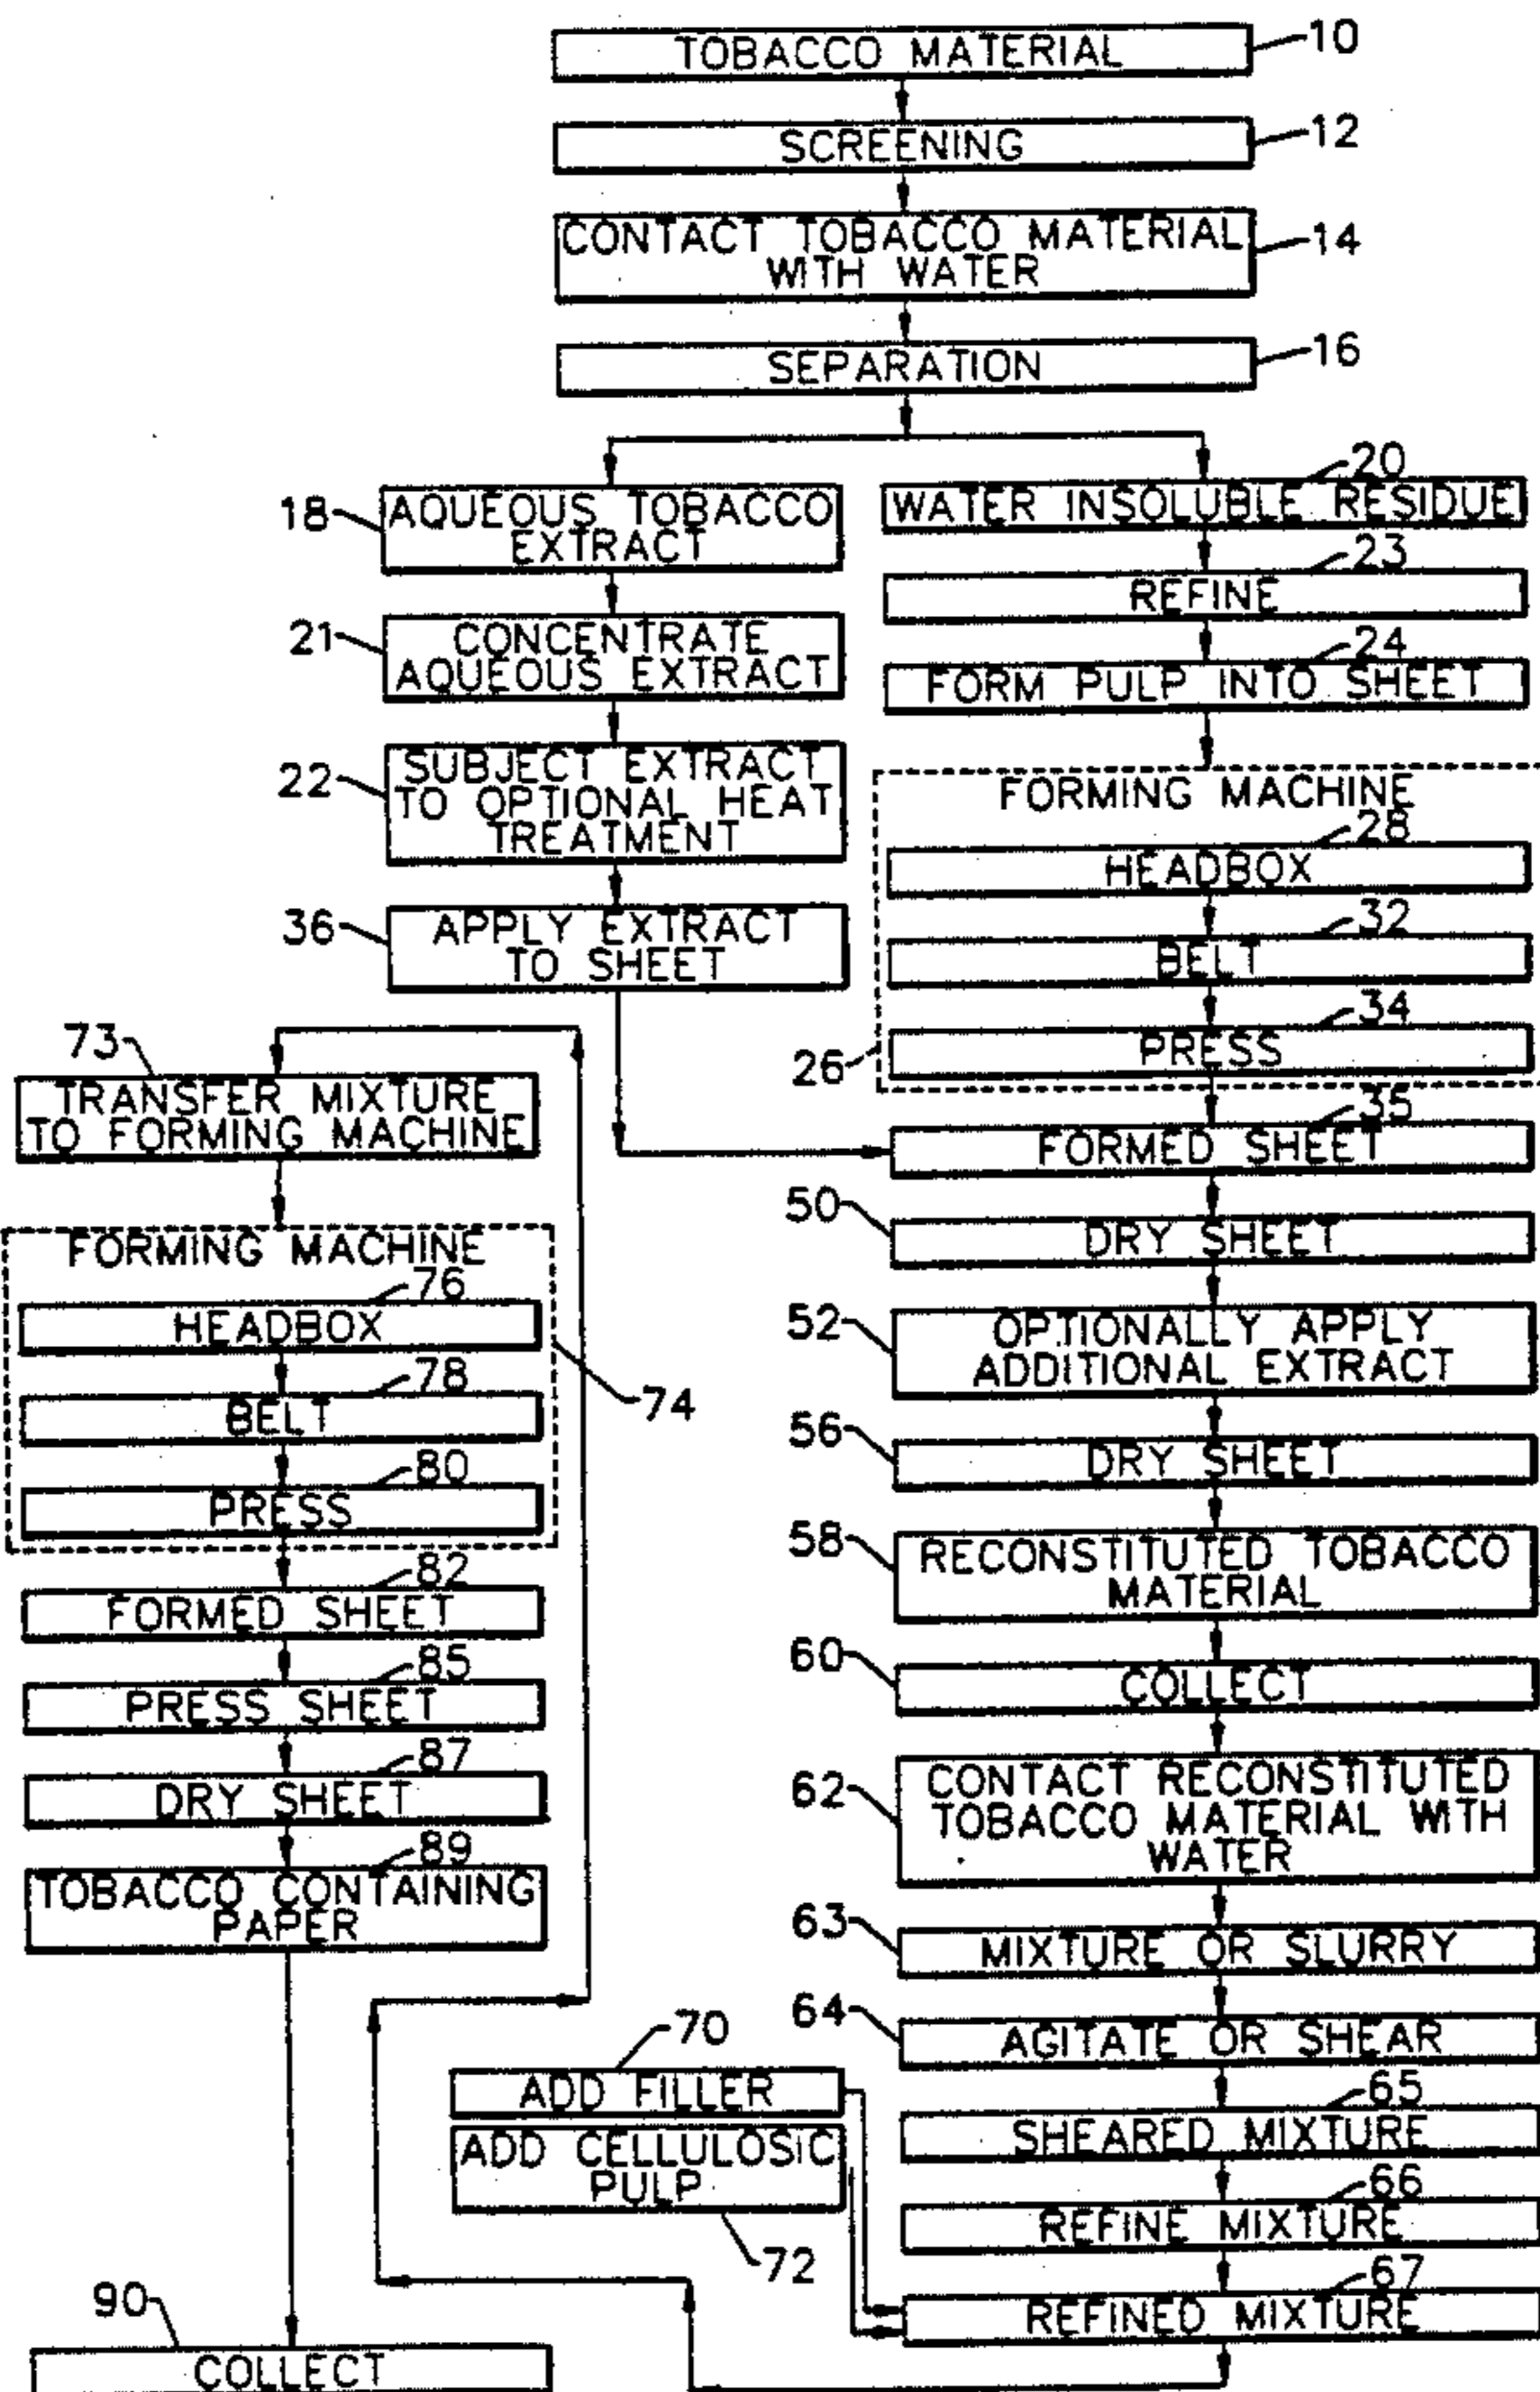 TOBACCO MATERIAL
10
SCREENING
12
CONTACT TOBACCO MATERIAL
WITH WATER
14
SEPARATION
16
18
AQUEOUS TOBACCO
EXTRACT
21
CONCENTRATE
AQUEOUS EXTRACT
22
SUBJECT EXTRACT
TO OPTIONAL HEAT
TREATMENT
36
APPLY EXTRACT
TO SHEET
20
WATER INSOLUBLE RESIDUE
23
REFINE
24
FORM PULP INTO SHEET
FORMING MACHINE
28
HEADBOX
32
BELT
34
PRESS
26
35
FORMED SHEET
50
DRY SHEET
52
OPTIONALLY APPLY
ADDITIONAL EXTRACT
56
DRY SHEET
58
RECONSTITUTED TOBACCO
MATERIAL
60
COLLECT
62
CONTACT RECONSTITUTED
TOBACCO MATERIAL WITH
WATER
63
MIXTURE OR SLURRY
64
AGITATE OR SHEAR
65
SHEARED MIXTURE
66
REFINE MIXTURE
67
REFINED MIXTURE
70
ADD FILLER
ADD CELLULOSIC
PULP
72
73
TRANSFER MIXTURE
TO FORMING MACHINE
FORMING MACHINE
76
HEADBOX
78
BELT
74
80
PRESS
82
FORMED SHEET
85
PRESS SHEET
87
DRY SHEET
89
TOBACCO CONTAINING
PAPER
90
COLLECT